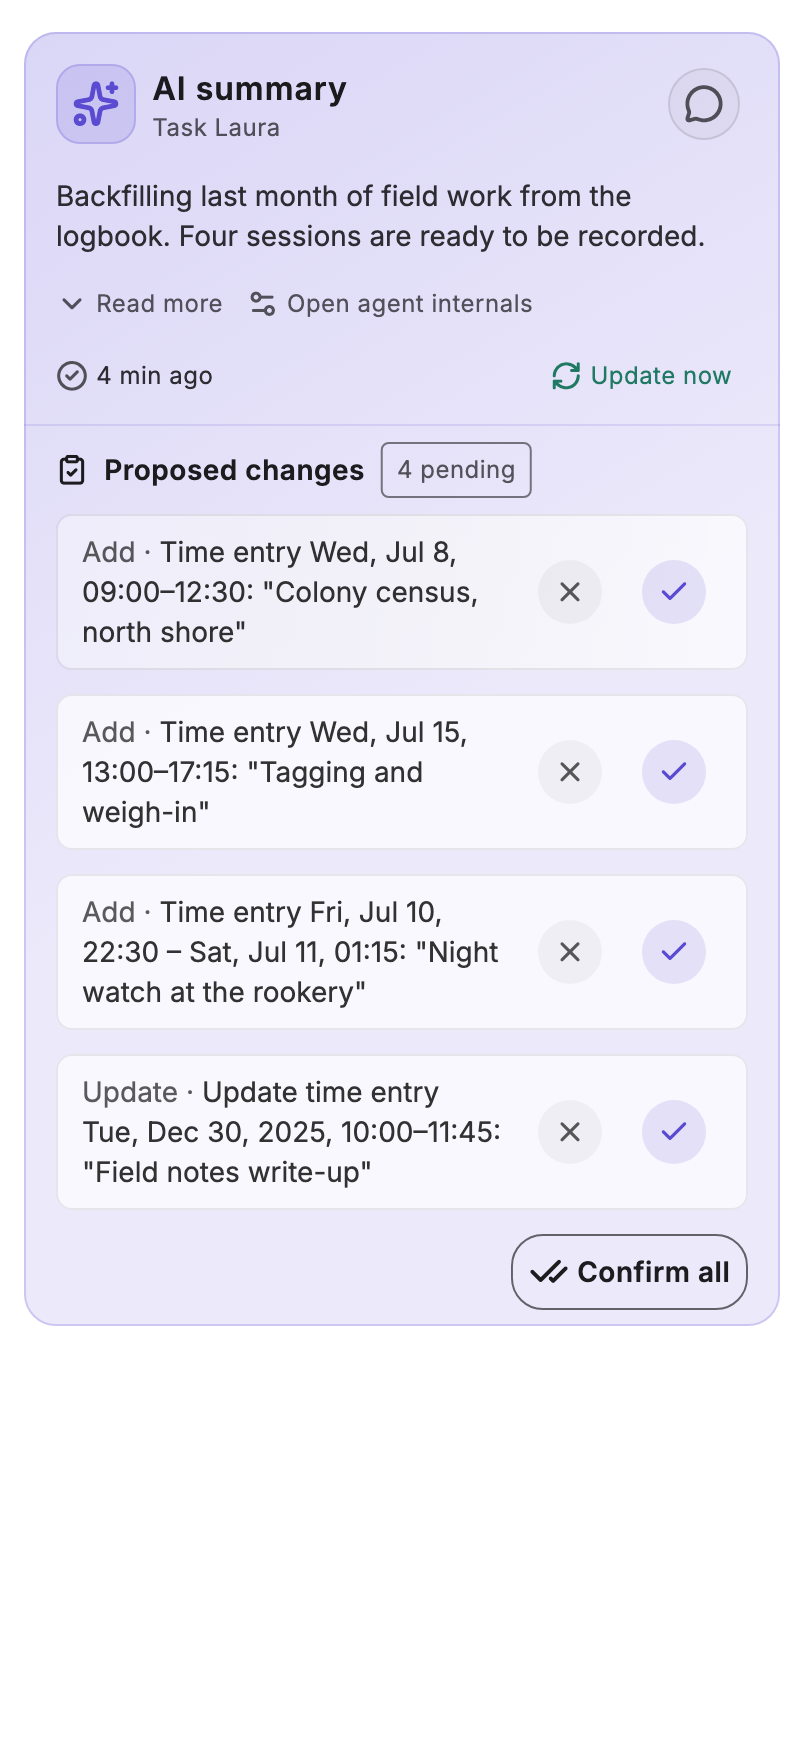 AI summary
Task Laura
Backfilling last month of field work from the
logbook. Four sessions are ready to be recorded.
Read more
Open agent internals
4 min ago
Update now
Proposed changes
4 pending
Add · Time entry Wed, Jul 8,
09:00–12:30: "Colony census,
north shore"
Add · Time entry Wed, Jul 15,
13:00–17:15: "Tagging and
weigh-in"
Add · Time entry Fri, Jul 10,
22:30 – Sat, Jul 11, 01:15: "Night
watch at the rookery"
Update · Update time entry
Tue, Dec 30, 2025, 10:00–11:45:
"Field notes write-up"
Confirm all